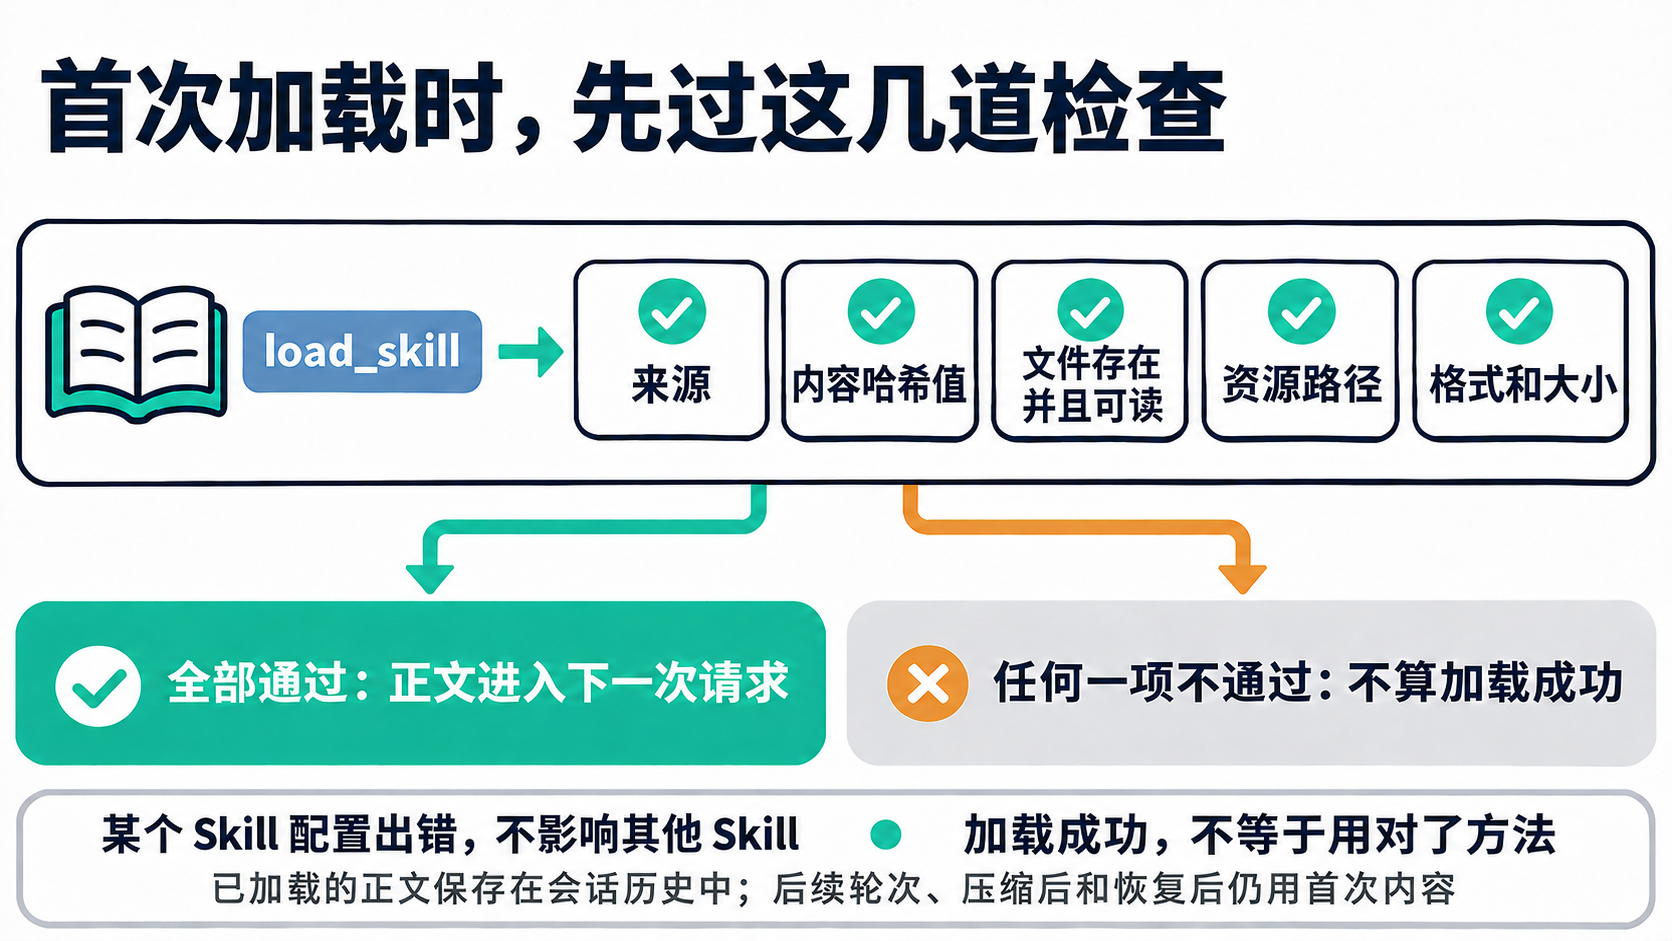 首次加载时，先过这几道检查
load_skill
来源
内容哈希值
文件存在
并且可读
资源路径
格式和大小
全部通过：正文进入下一次请求
任何一项不通过：不算加载成功
某个 Skill 配置出错，不影响其他 Skill
加载成功，不等于用对了方法
已加载的正文保存在会话历史中；后续轮次、压缩后和恢复后仍用首次内容